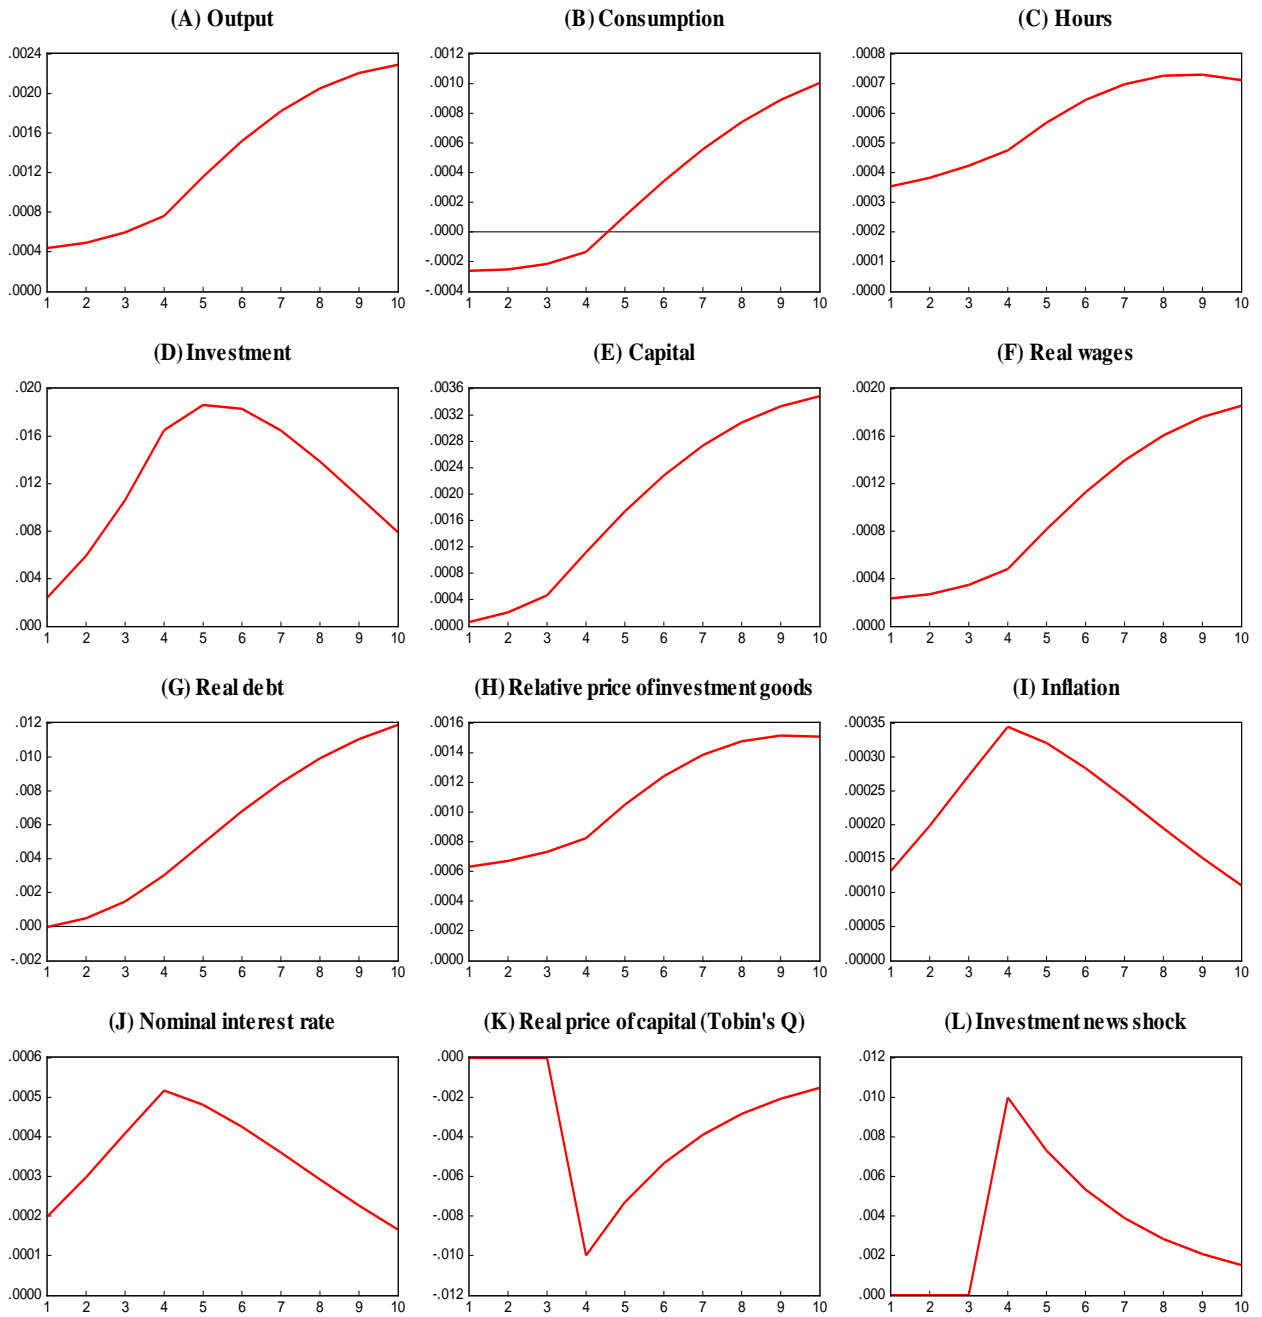 (A) Output (B) Consumption (C) Hours
.0024 .0012 .0008
.0020 .0010 .0007
.0016 .0008 .0006
.0012 .0006 .0005
.0008 .0004 .0004
.0004 .0002 .0003
.0000 .0000 .0002
-.0002 .0001
-.0004 .0000
1 2 3 4 5 6 7 8 9 10 1 2 3 4 5 6 7 8 9 10 1 2 3 4 5 6 7 8 9 10
(D) Investment (E) Capital (F) Real wages
.020 .0036 .0020
.016 .0032 .0016
.012 .0028 .0012
.008 .0024 .0008
.004 .0020 .0004
.000 .0016 .0000
.0012
.0008
.0004
.0000
1 2 3 4 5 6 7 8 9 10 1 2 3 4 5 6 7 8 9 10 1 2 3 4 5 6 7 8 9 10
(G) Real debt (H) Relative price of investment goods (I) Inflation
.012 .0016 .00035
.010 .0014 .00030
.008 .0012 .00025
.006 .0010 .00020
.004 .0008 .00015
.002 .0006 .00010
.000 .0004 .00005
-.002 .0002 .00000
.0000
1 2 3 4 5 6 7 8 9 10 1 2 3 4 5 6 7 8 9 10 1 2 3 4 5 6 7 8 9 10
(J) Nominal interest rate (K) Real price of capital (Tobin's Q) (L) Investment news shock
.0006 .000 .012
.0005 -.002 .010
.0004 -.004 .008
.0003 -.006 .006
.0002 -.008 .004
.0001 -.010 .002
.0000 -.012 .000
1 2 3 4 5 6 7 8 9 10 1 2 3 4 5 6 7 8 9 10 1 2 3 4 5 6 7 8 9 10